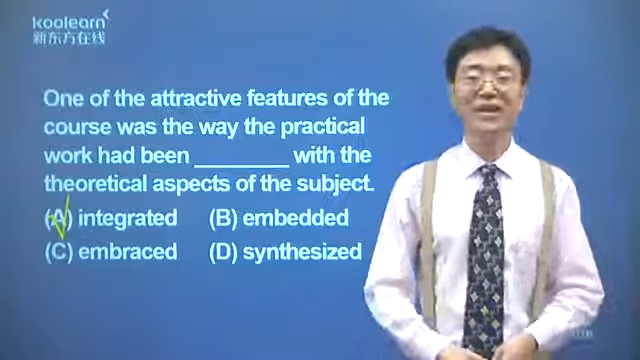 koolearn
新东方在线
One of the attractive features of the
course was the way the practical
work had been ________ with the
theoretical aspects of the subject.
(A) integrated (B) embedded
(C) embraced (D) synthesized